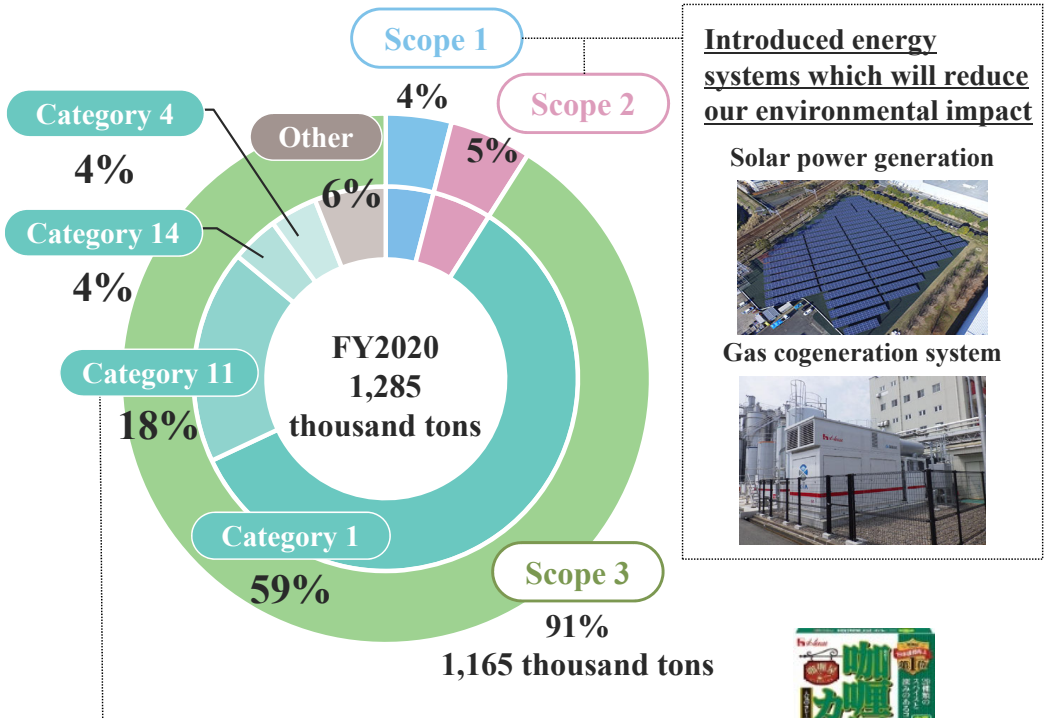 Scope 1
4%
Scope 2
5%
Category 4
4%
Other
6%
Category 14
4%
Category 11
18%
FY2020
1,285
thousand tons
Category 1
59%
Scope 3
91%
1,165 thousand tons
Introduced energy
systems which will reduce
our environmental impact
Solar power generation
Gas cogeneration system
咖喱